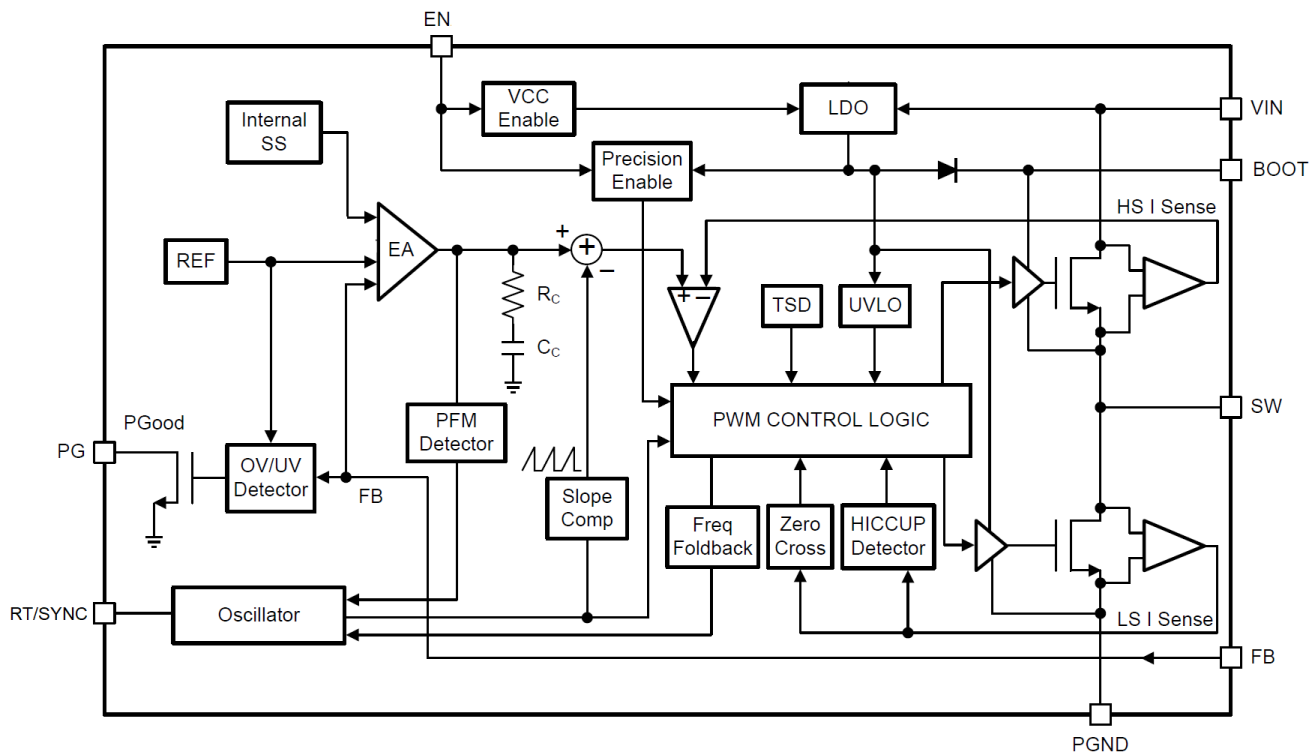 EN
VCC
Enable
LDO
VIN
Internal
SS
Precision
Enable
BOOT
HS I Sense
EA
+
+
−
REF
+ −
TSD
UVLO
RC
CC
PWM CONTROL LOGIC
SW
PGood
PG
OV/UV
Detector
FB
PFM
Detector
Slope
Comp
Freq
Foldback
Zero
Cross
HICCUP
Detector
RT/SYNC
Oscillator
LS I Sense
FB
PGND